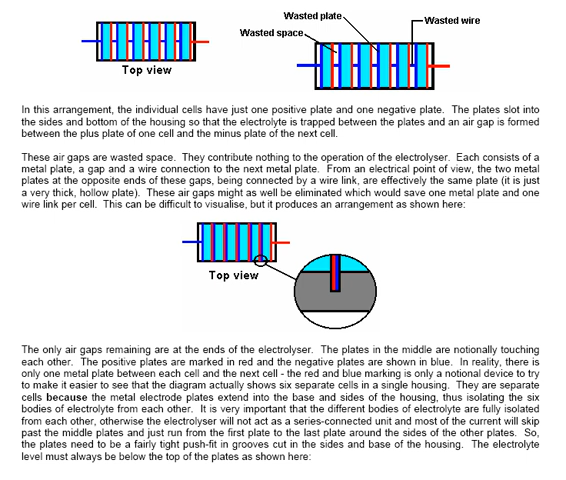 Wasted plate
Wasted wire
Wasted space
Top view
In this arrangement, the individual cells have just one positive plate and one negative plate. The plates slot into
the sides and bottom of the housing so that the electrolyte is trapped between the plates and an air gap is formed
between the plus plate of one cell and the minus plate of the next cell.
These air gaps are wasted space. They contribute nothing to the operation of the electrolyser. Each consists of a
metal plate, a gap and a wire connection to the next metal plate. From an electrical point of view, the two metal
plates at the opposite ends of these gaps, being connected by a wire link, are effectively the same plate (it is just
a very thick, hollow plate). These air gaps might as well be eliminated which would save one metal plate and one
wire link per cell. This can be difficult to visualise, but it produces an arrangement as shown here:
Top view
The only air gaps remaining are at the ends of the electrolyser. The plates in the middle are notionally touching
each other. The positive plates are marked in red and the negative plates are shown in blue. In reality, there is
only one metal plate between each cell and the next cell - the red and blue marking is only a notional device to try
to make it easier to see that the diagram actually shows six separate cells in a single housing. They are separate
cells because the metal electrode plates extend into the base and sides of the housing, thus isolating the six
bodies of electrolyte from each other. It is very important that the different bodies of electrolyte are fully isolated
from each other, otherwise the electrolyser will not act as a series-connected unit and most of the current will skip
past the middle plates and just run from the first plate to the last plate around the sides of the other plates. So,
the plates need to be a fairly tight push-fit in grooves cut in the sides and base of the housing. The electrolyte
level must always be below the top of the plates as shown here: